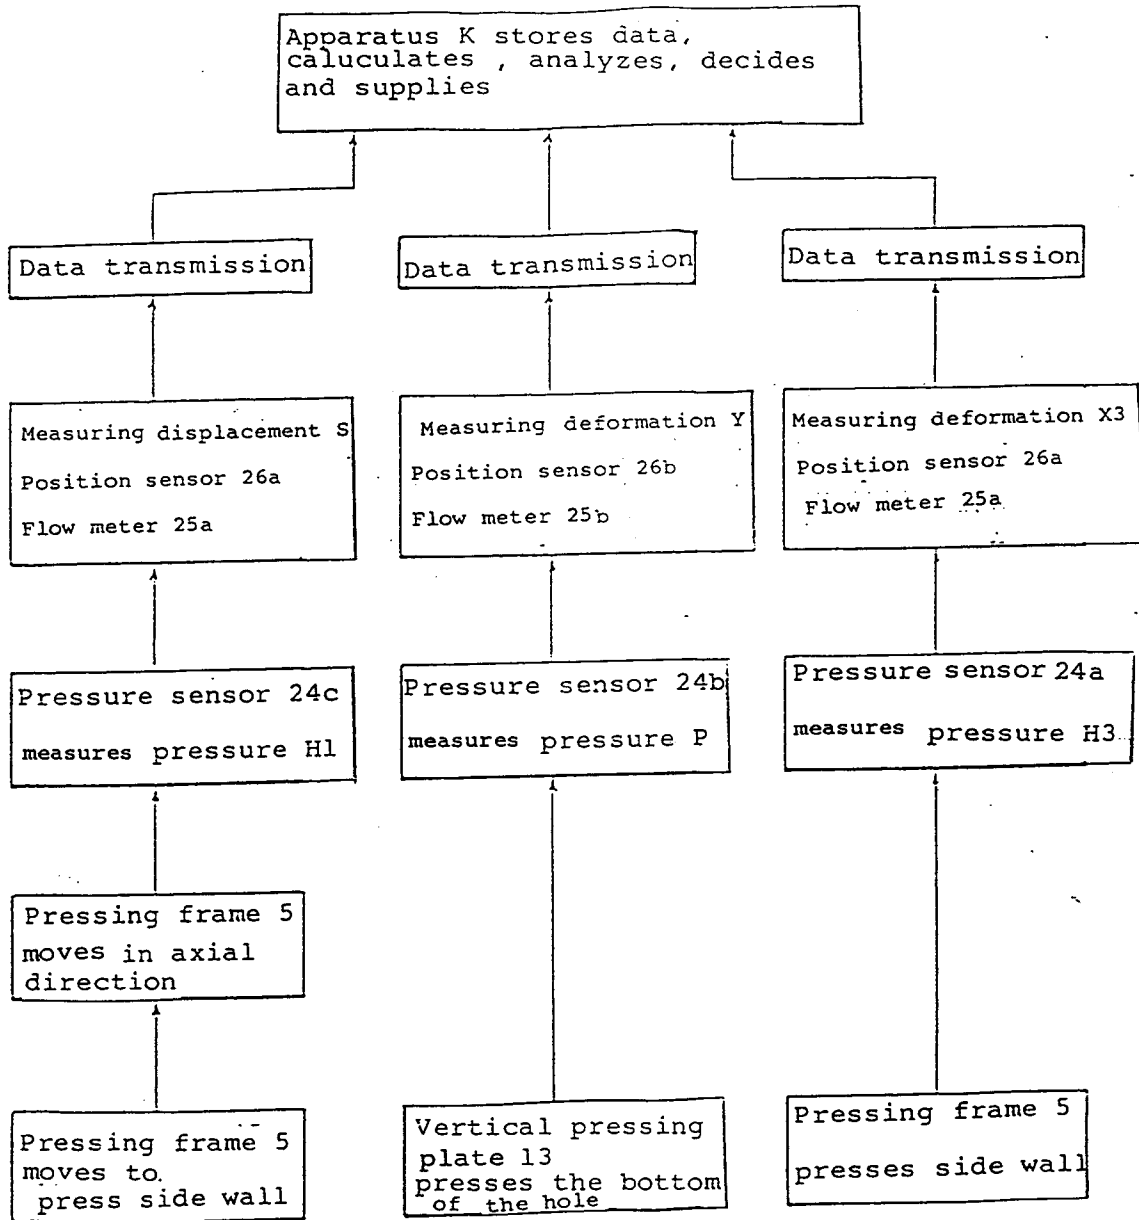 Apparatus K stores data,
caluculates , analyzes, decides
and supplies
Data transmission
Data transmission
Data transmission
Measuring displacement S
Position sensor 26a
Flow meter 25a
Measuring deformation Y
Position sensor 26b
Flow meter 25b
Measuring deformation X3
Position sensor 26a
Flow meter 25a
Pressure sensor 24c
measures pressure H1
Pressure sensor 24b
measures pressure P
Pressure sensor 24a
measures pressure H3
Pressing frame 5
moves in axial
direction
Pressing frame 5
moves to.
press side wall
Vertical pressing
plate 13
presses the bottom
of the hole
Pressing frame 5
presses side wall